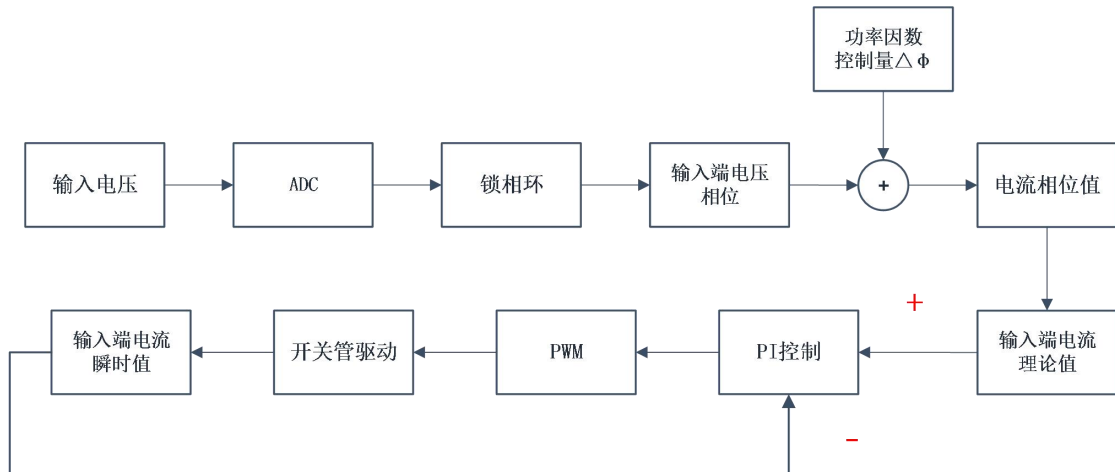 功率因数
控制量△Φ
输入电压
ADC
锁相环
输入端电压
相位
+
电流相位值
+
输入端电流
瞬时值
开关管驱动
PWM
PI控制
输入端电流
理论值
-